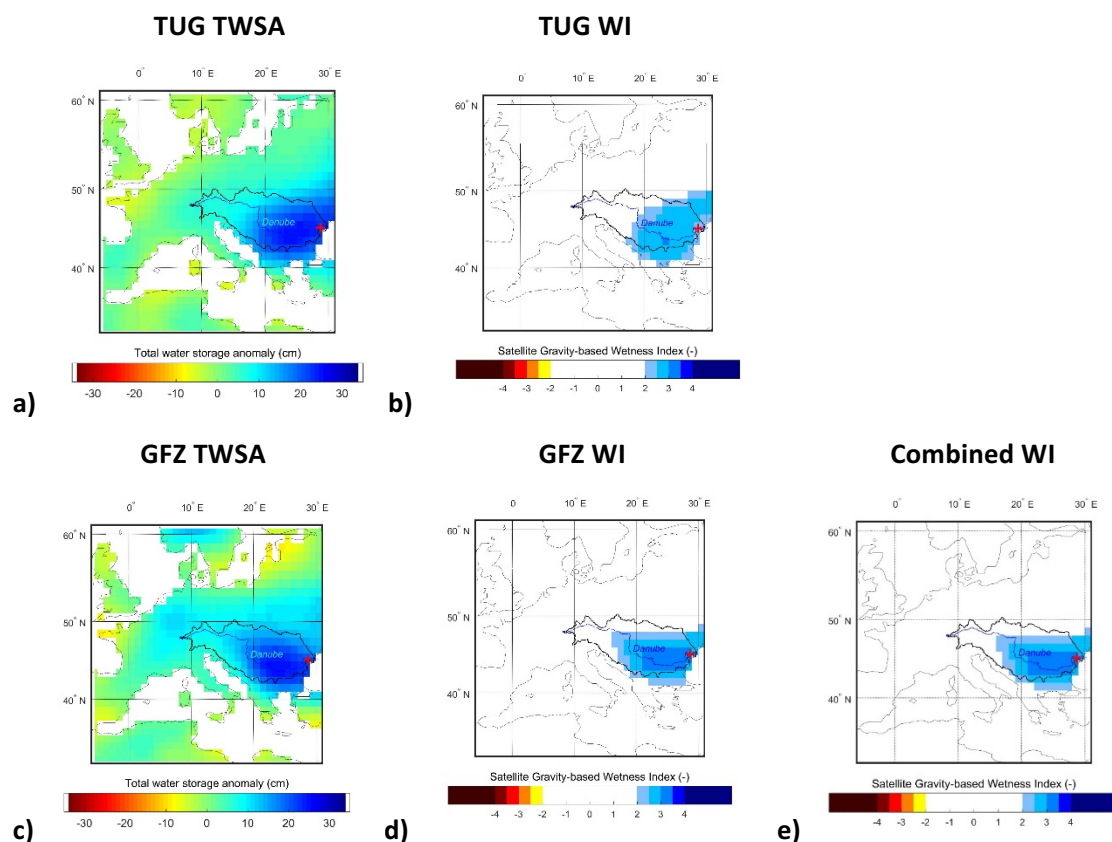 TUG TWSA
TUG WI
0° 10° E 20° E 30° E
0° 10° E 20° E 30° E
60° N
60° N
50° N
50° N
Danube
Danube
40° N
40° N
Total water storage anomaly (cm)
Satellite Gravity-based Wetness Index (-)
-30 -20 -10 0 10 20 30
-4 -3 -2 -1 0 1 2 3 4
a)
b)
GFZ TWSA
GFZ WI
Combined WI
0° 10° E 20° E 30° E
0° 10° E 20° E 30° E
0° 10° E 20° E 30° E
60° N
60° N
60° N
50° N
50° N
50° N
Danube
Danube
Danube
40° N
40° N
40° N
Total water storage anomaly (cm)
Satellite Gravity-based Wetness Index (-)
Satellite Gravity-based Wetness Index (-)
-30 -20 -10 0 10 20 30
-4 -3 -2 -1 0 1 2 3 4
-4 -3 -2 -1 0 1 2 3 4
c)
d)
e)